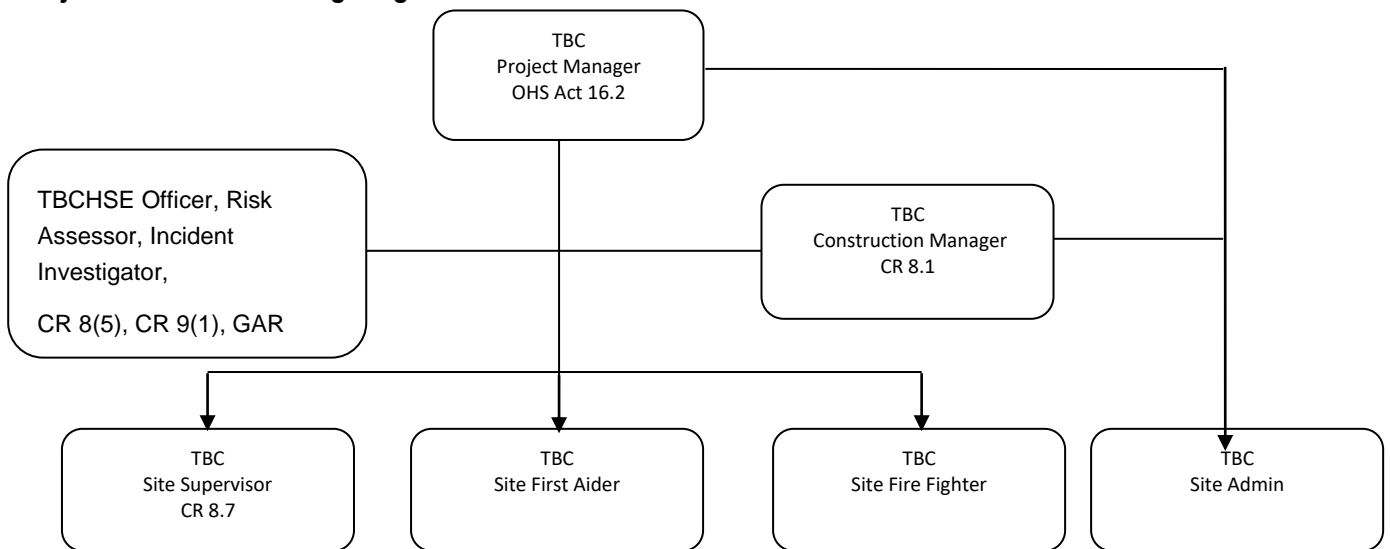 TBC
Project Manager
OHS Act 16.2
TBCHSE Officer, Risk
Assessor, Incident
Investigator,
CR 8(5), CR 9(1), GAR
TBC
Construction Manager
CR 8.1
TBC
Site Supervisor
CR 8.7
TBC
Site First Aider
TBC
Site Fire Fighter
TBC
Site Admin